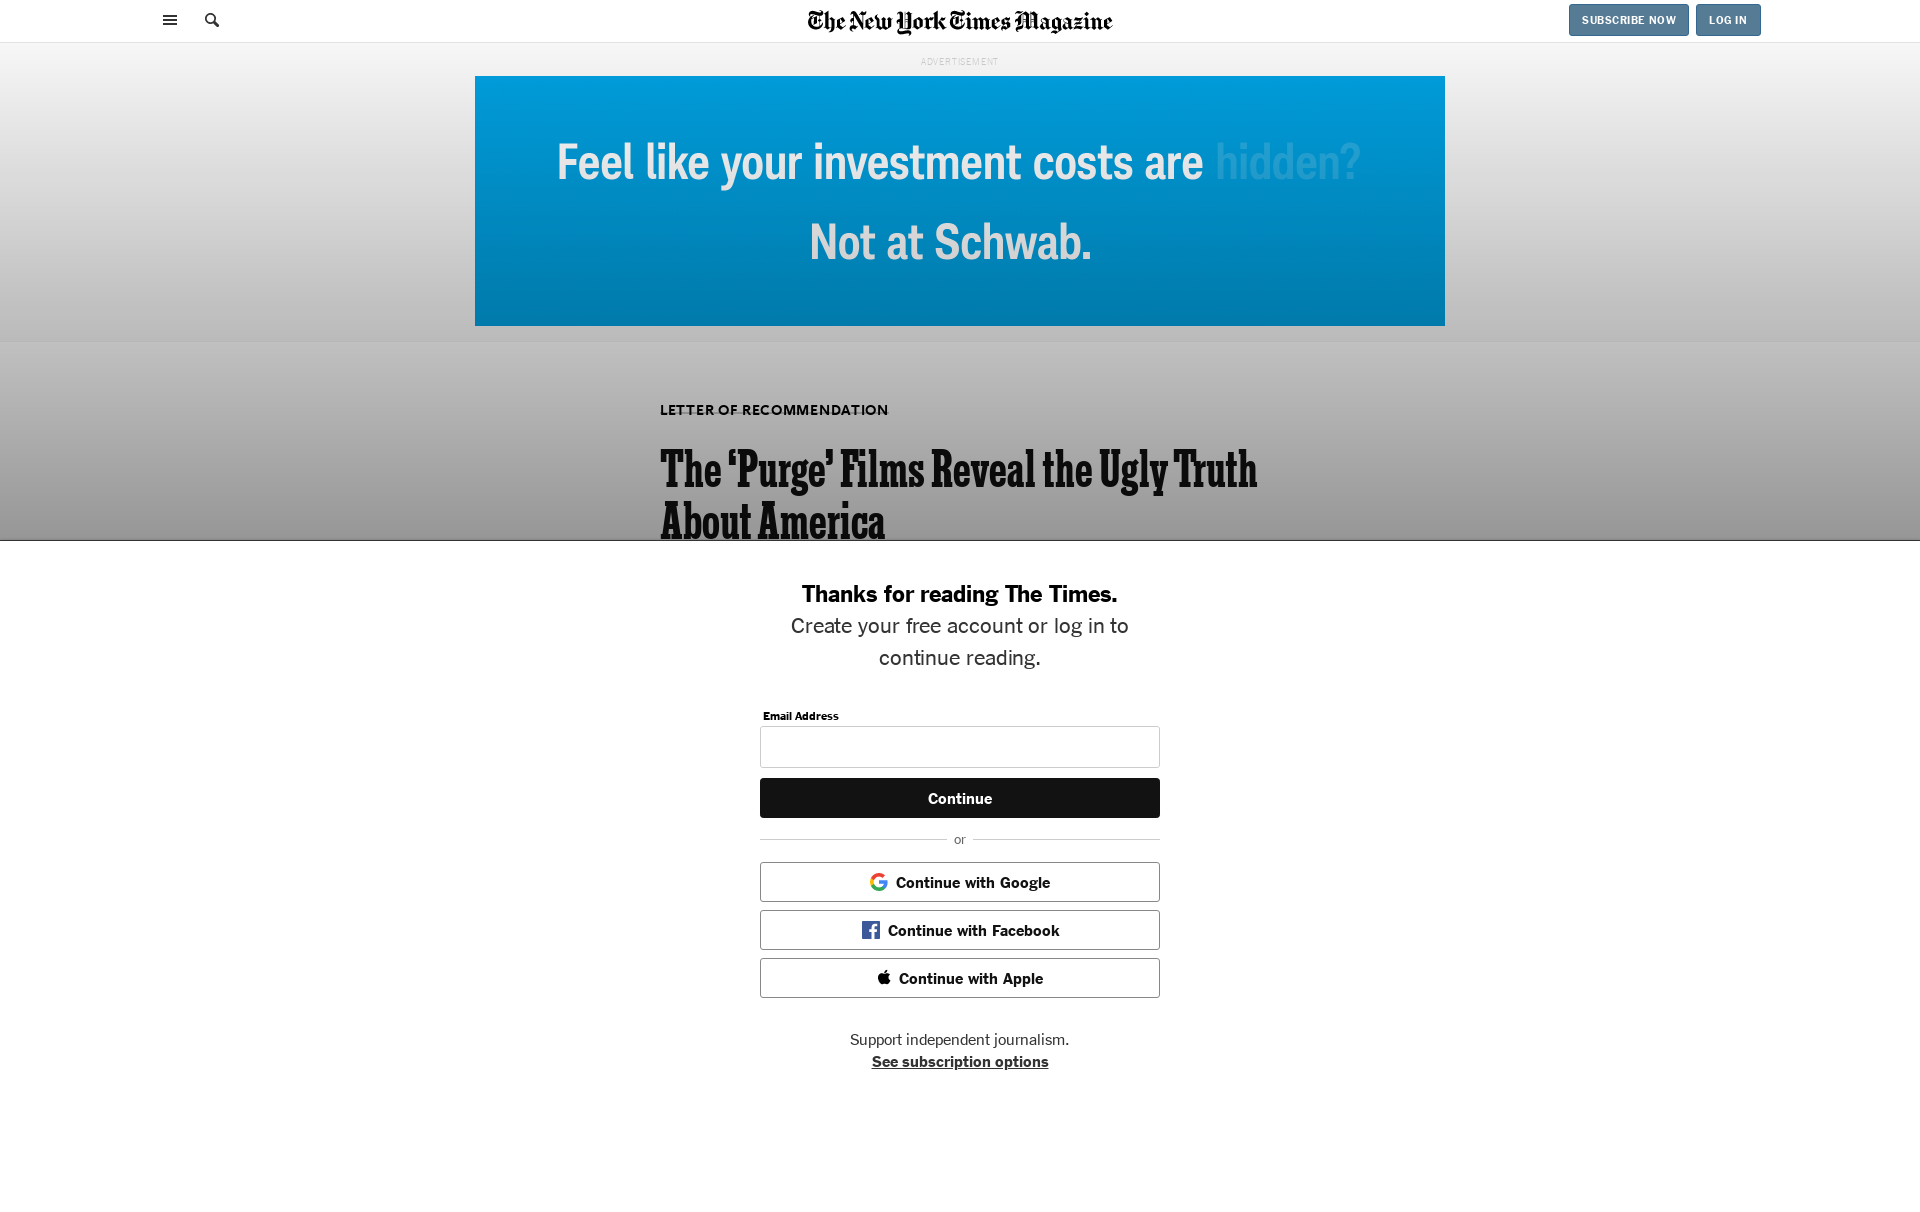 The New York Times Magazine
SUBSCRIBE NOW
LOG IN
ADVERTISEMENT
Feel like your investment costs are hidden?
Not at Schwab.
LETTER OF RECOMMENDATION
The ‘Purge’ Films Reveal the Ugly Truth
About America
Thanks for reading The Times.
Create your free account or log in to
continue reading.
Email Address
Continue
or
Continue with Google
Continue with Facebook
Continue with Apple
Support independent journalism.
See subscription options